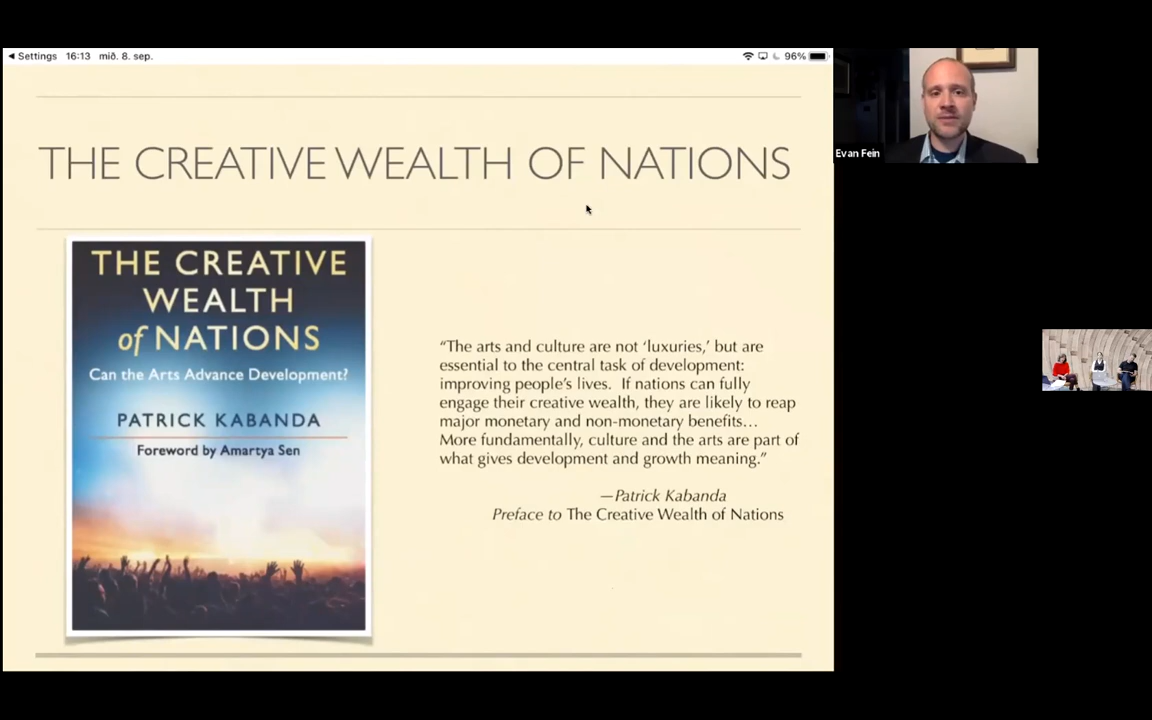 Settings 16:13 mið. 8. sep. 96%
THE CREATIVE WEALTH OF NATIONS
THE CREATIVE
WEALTH
of NATIONS
Can the Arts Advance Development?
PATRICK KABANDA
Foreword by Amartya Sen
“The arts and culture are not ‘luxuries,’ but are
essential to the central task of development:
improving people’s lives. If nations can fully
engage their creative wealth, they are likely to reap
major monetary and non-monetary benefits…
More fundamentally, culture and the arts are part of
what gives development and growth meaning.”
—Patrick Kabanda
Preface to The Creative Wealth of Nations
Evan Fein